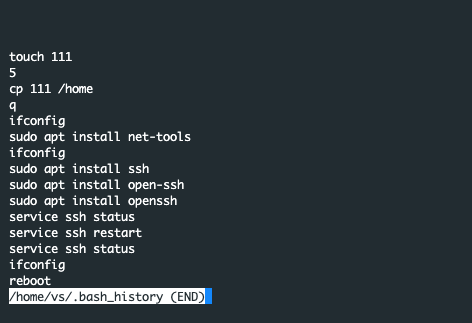 touch 111
5
cp 111 /home
q
ifconfig
sudo apt install net-tools
ifconfig
sudo apt install ssh
sudo apt install open-ssh
sudo apt install openssh
service ssh status
service ssh restart
service ssh status
ifconfig
reboot
/home/vs/.bash_history (END)